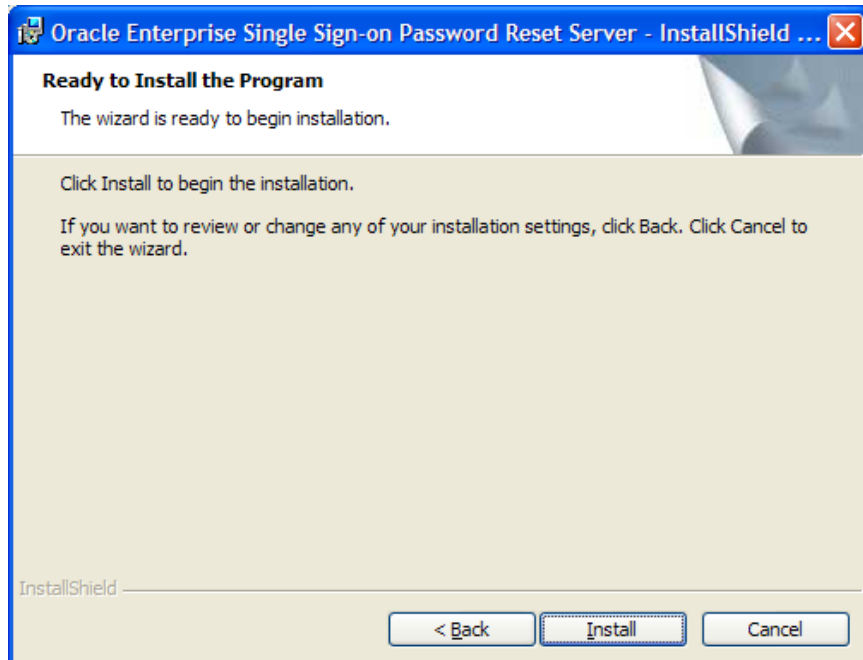 Oracle Enterprise Single Sign-on Password Reset Server - InstallShield ...
Ready to Install the Program
The wizard is ready to begin installation.
Click Install to begin the installation.
If you want to review or change any of your installation settings, click Back. Click Cancel to
exit the wizard.
InstallShield
< Back
Install
Cancel